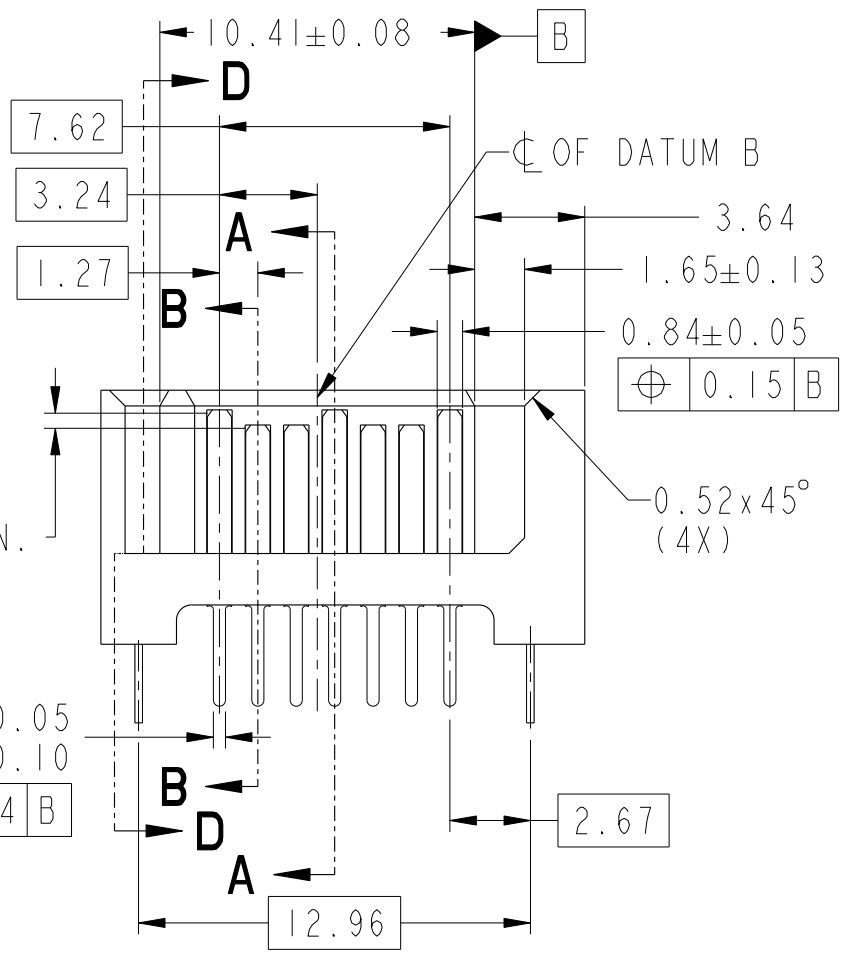 10.41±0.08
B
D
7.62
℄ OF DATUM B
3.24
3.64
A
1.27
1.65±0.13
B
0.84±0.05
⌖ 0.15 B
0.52x45°
(4X)
N.
0.05
0.10
4 B
B
D
2.67
A
12.96